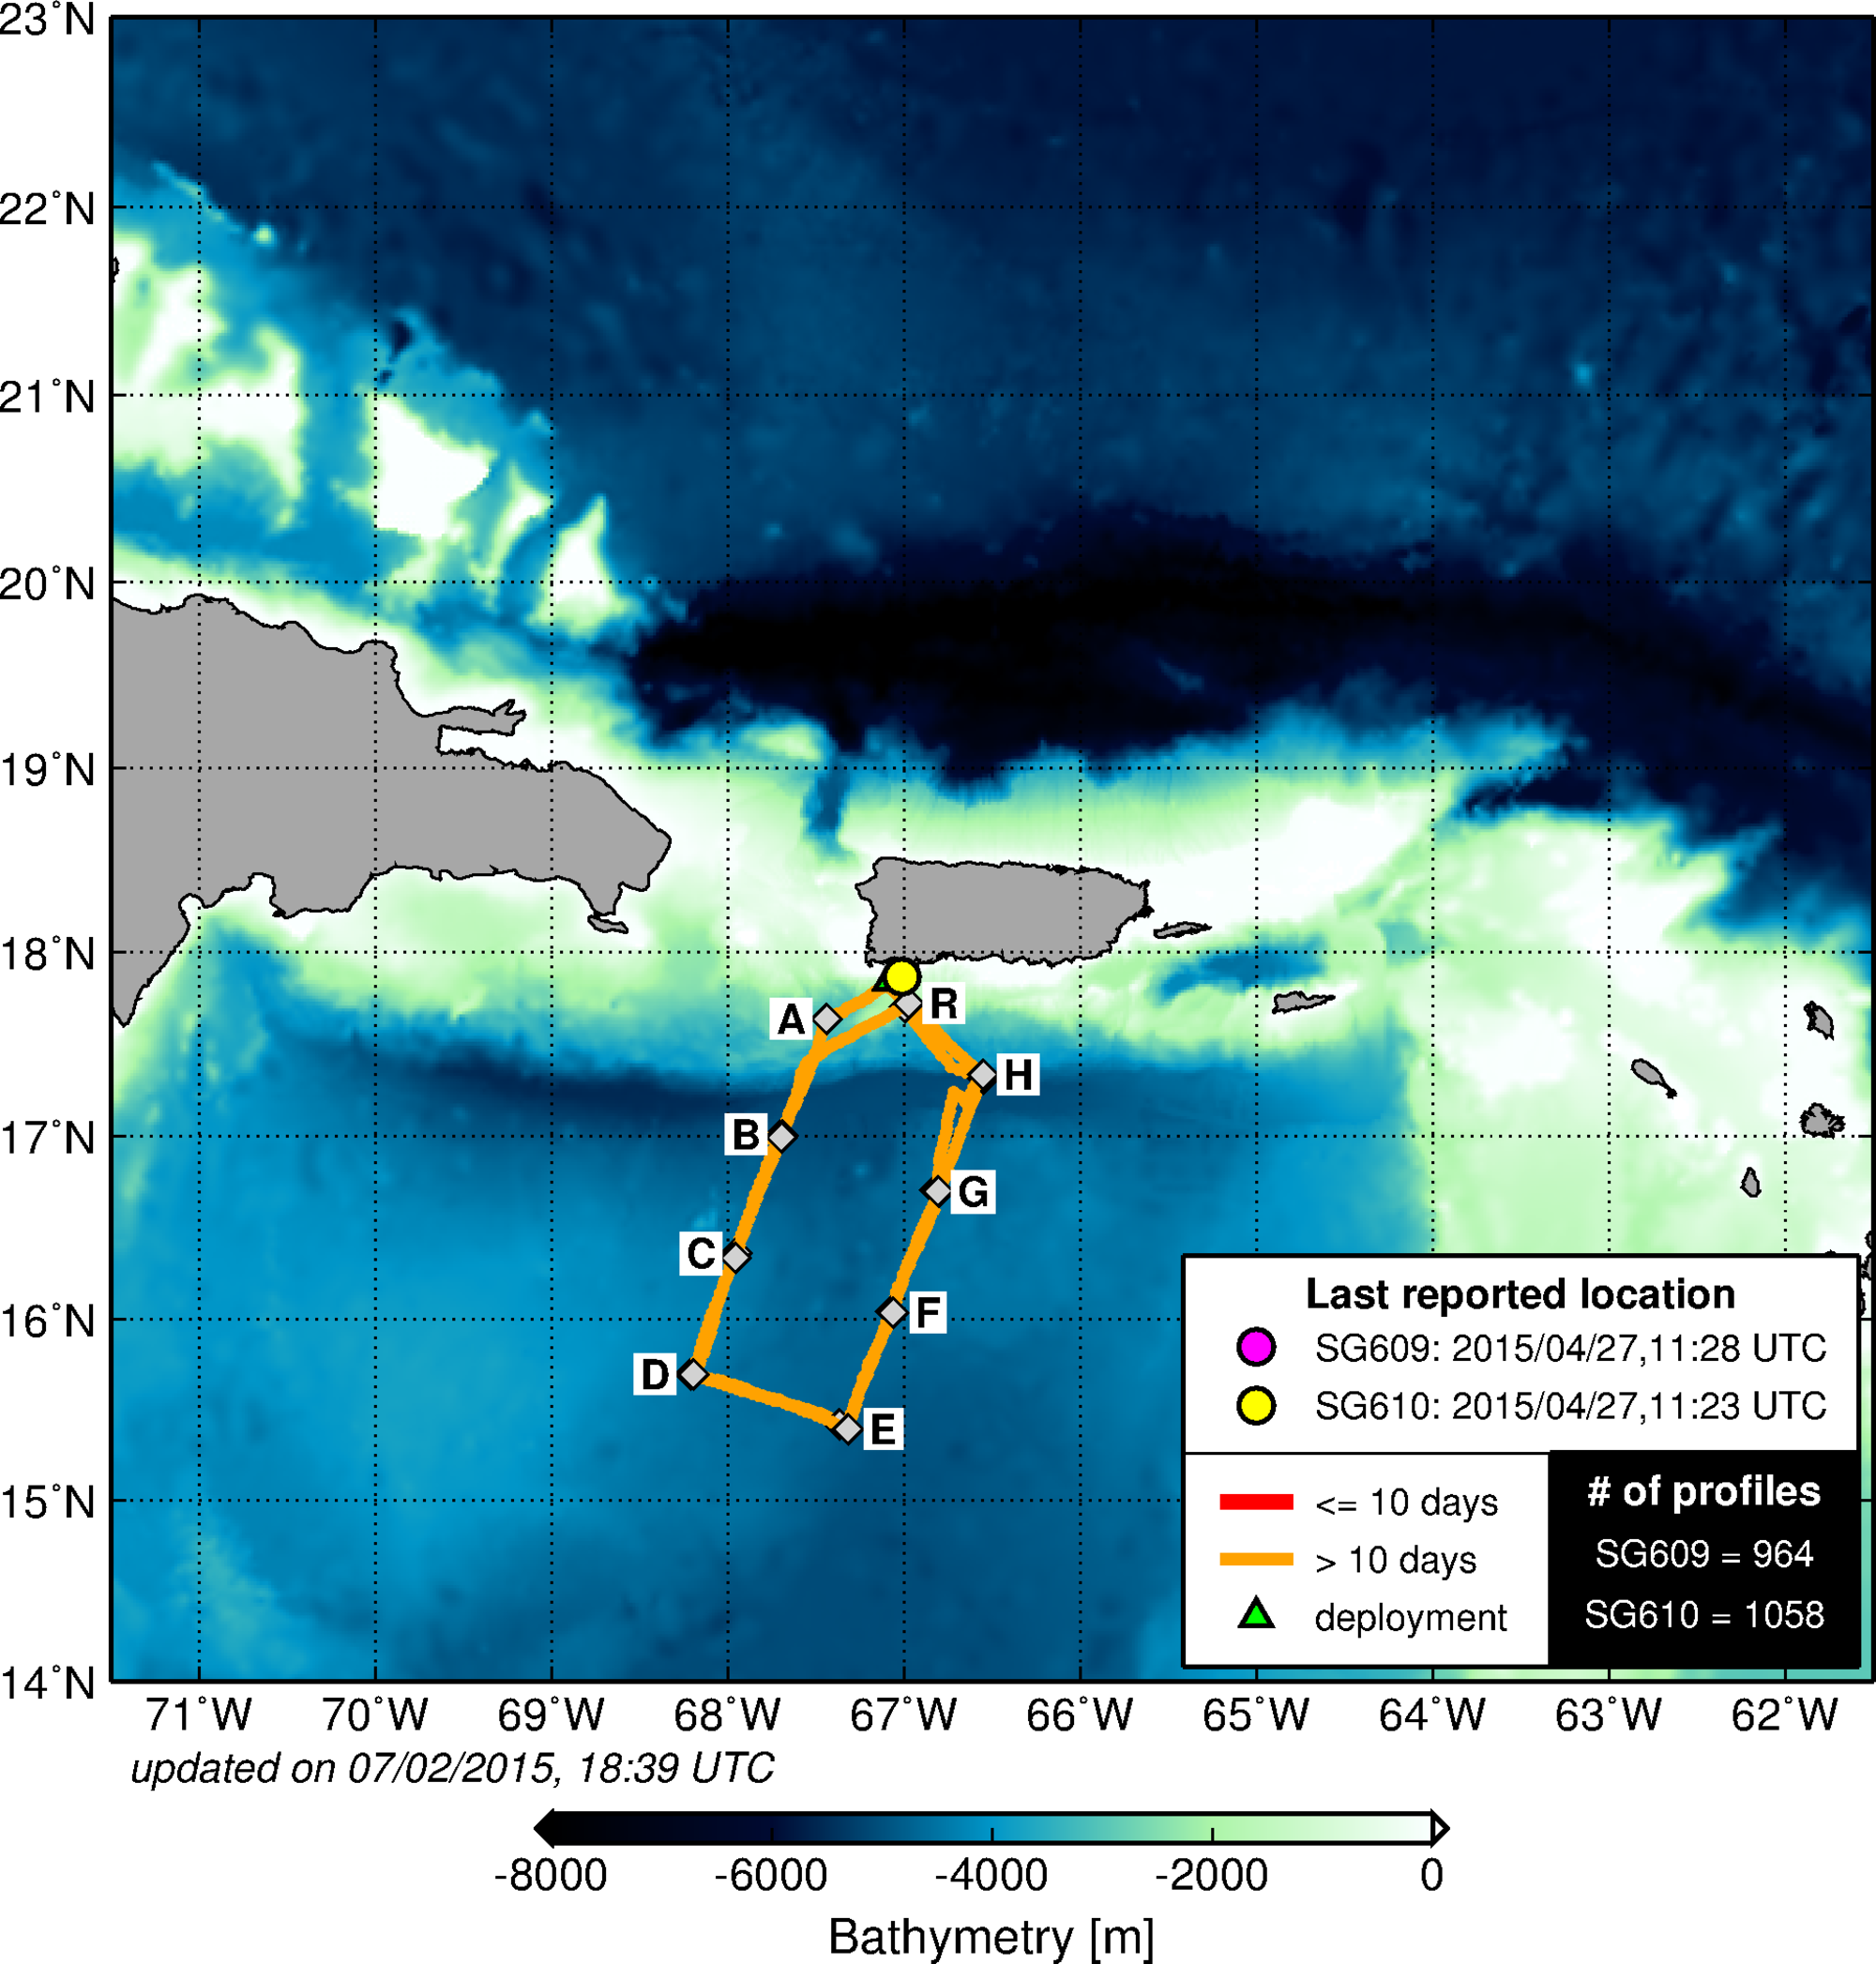 23°N
22°N
21°N
20°N
19°N
18°N
17°N
16°N
15°N
14°N
A
R
H
B
G
C
F
D
E
Last reported location
SG609: 2015/04/27,11:28 UTC
SG610: 2015/04/27,11:23 UTC
<= 10 days
> 10 days
deployment
# of profiles
SG609 = 964
SG610 = 1058
71°W 70°W 69°W 68°W 67°W 66°W 65°W 64°W 63°W 62°W
updated on 07/02/2015, 18:39 UTC
-8000 -6000 -4000 -2000 0
Bathymetry [m]